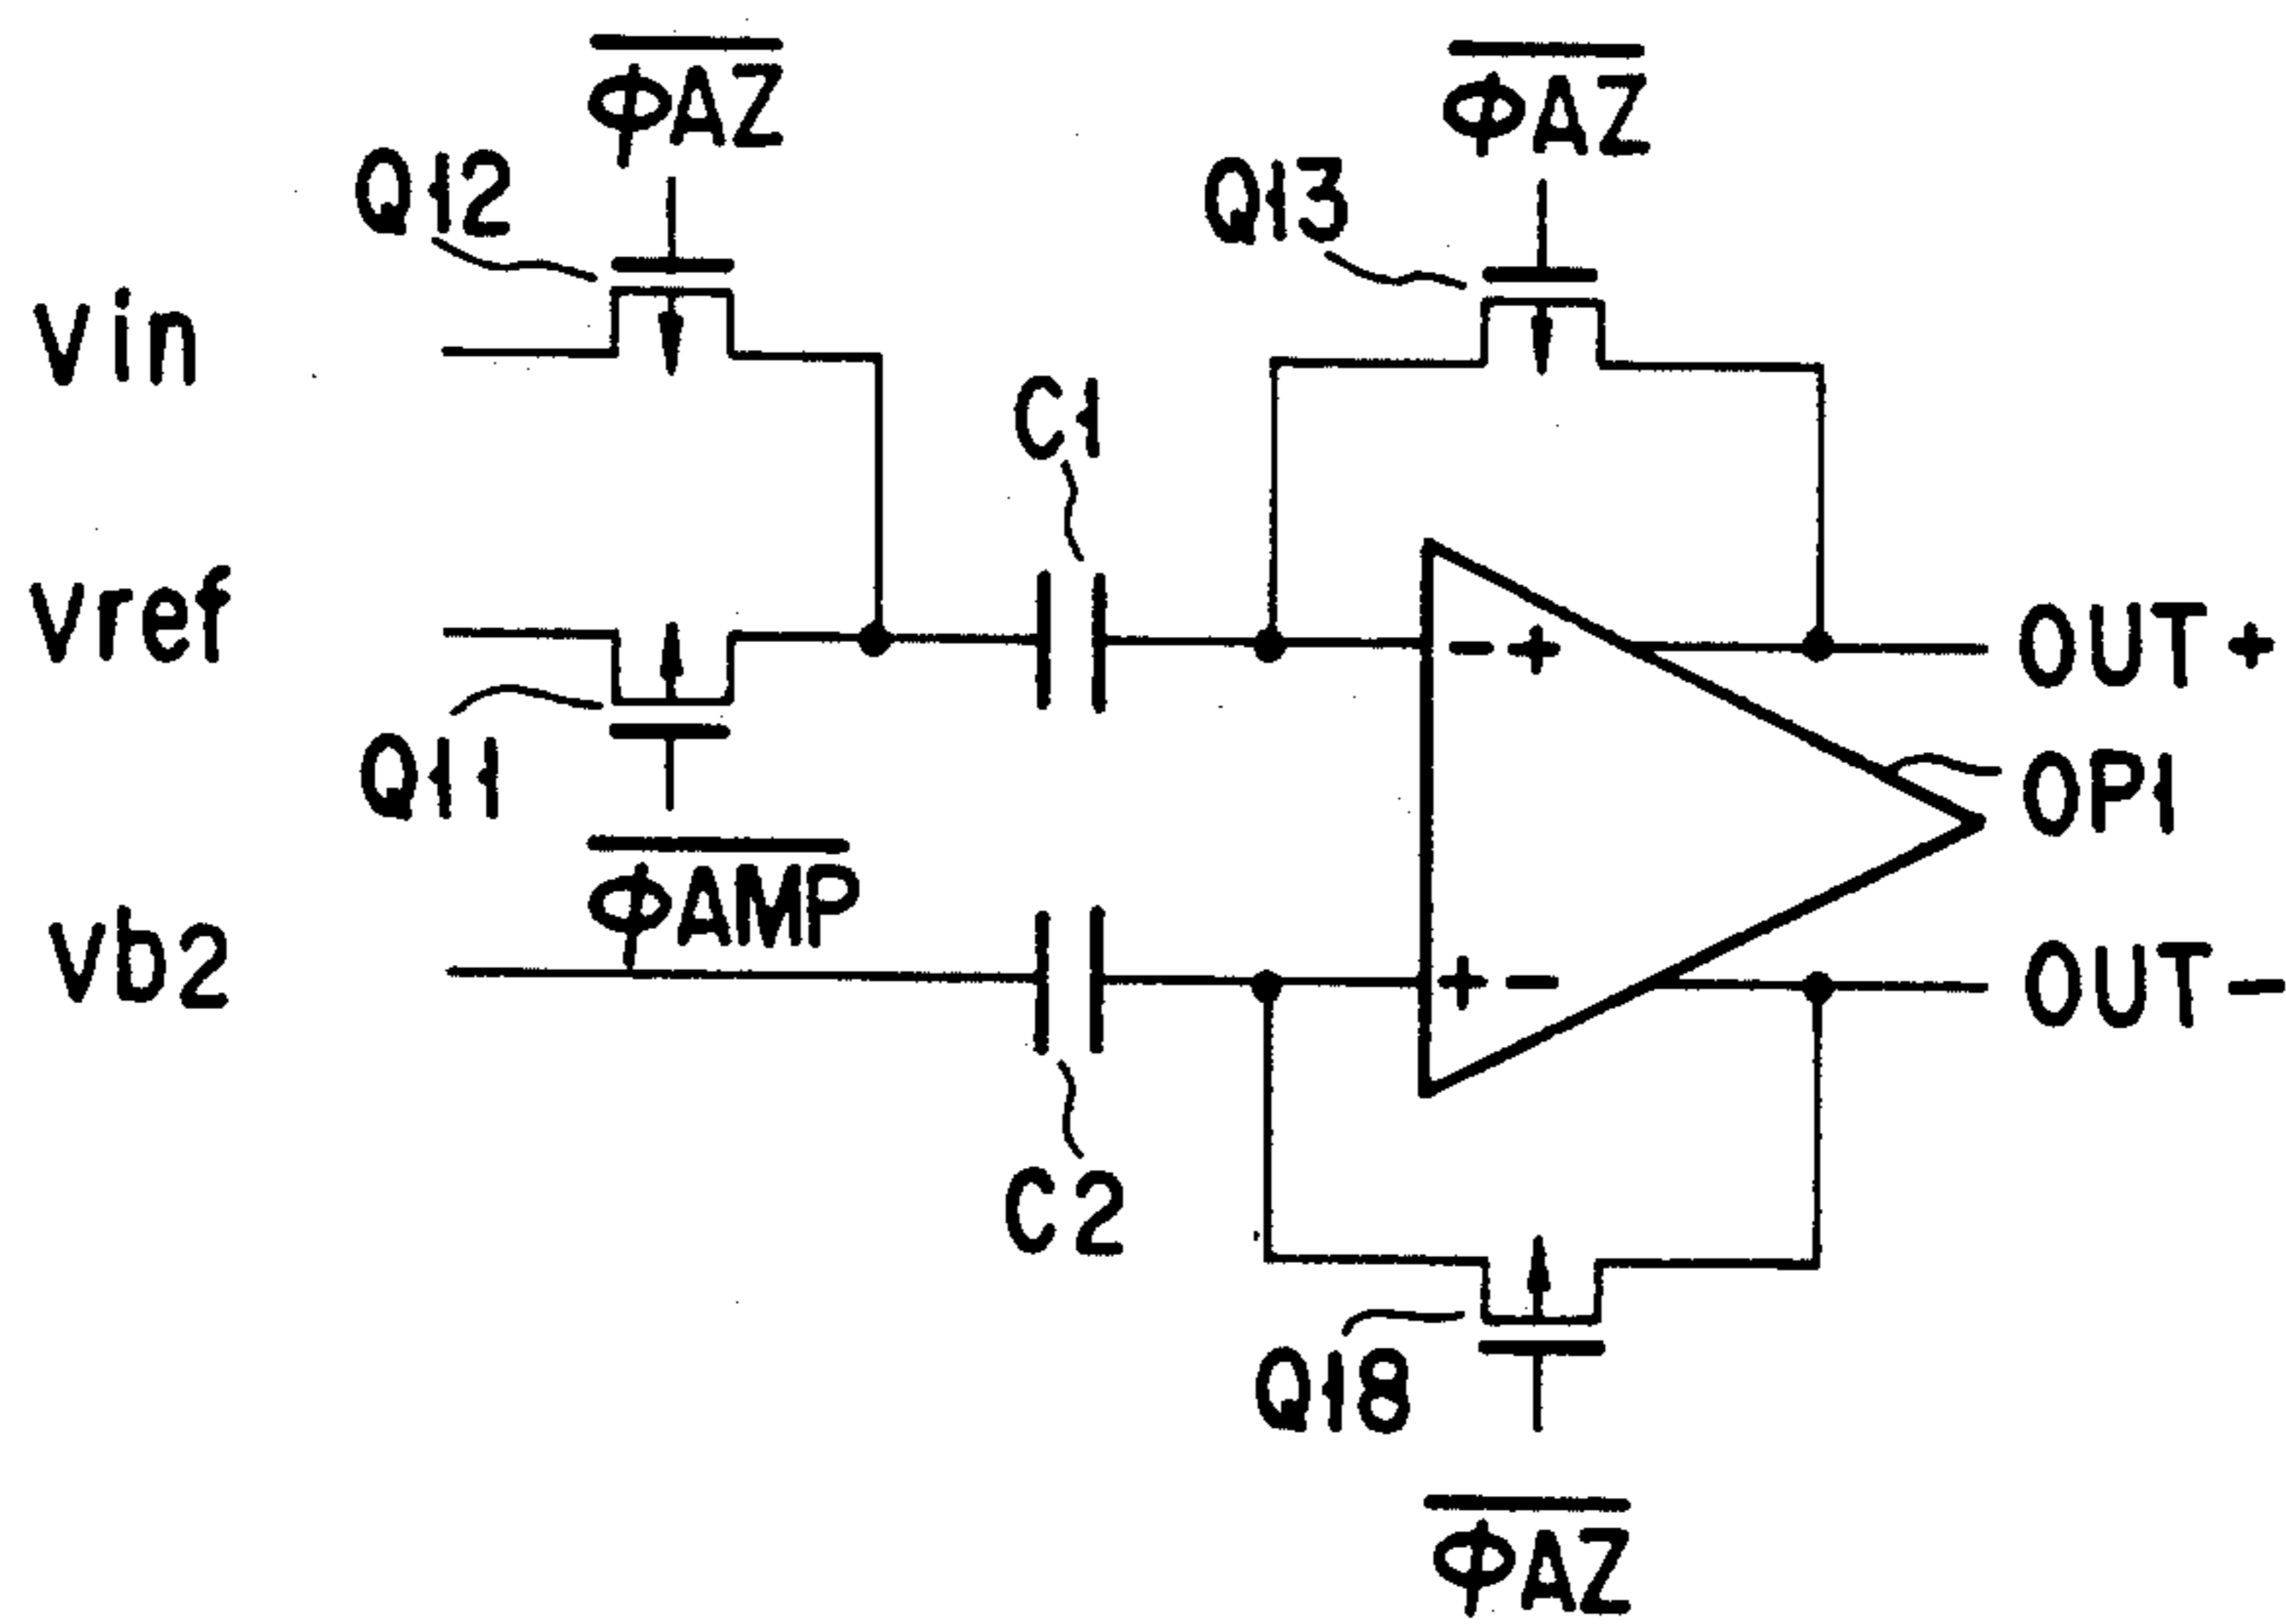 φAZ
φAZ
Q12
Q13
Vin
C1
Vref
- +
OUT+
Q11
OP1
φAMP
Vb2
+ -
OUT-
C2
Q18
φAZ